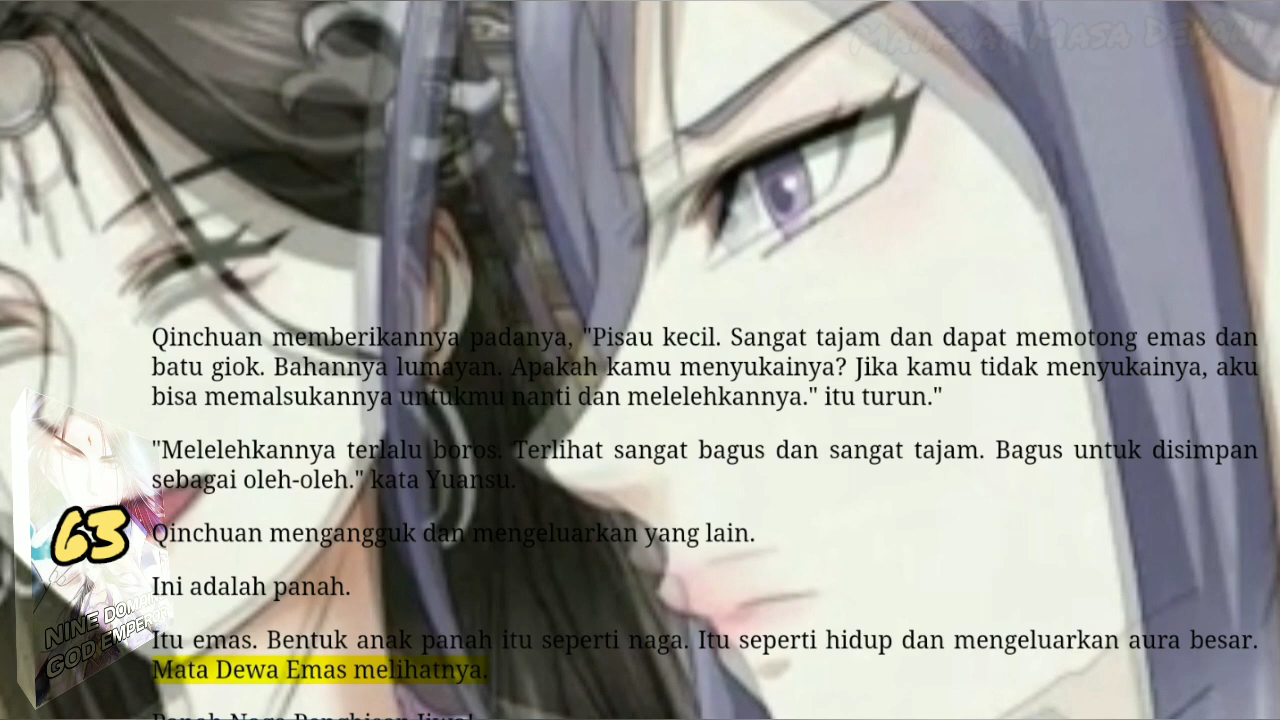 Qinchuan memberikannya padanya, "Pisau kecil. Sangat tajam dan dapat memotong emas dan
batu giok. Bahannya lumayan. Apakah kamu menyukainya? Jika kamu tidak menyukainya, aku
bisa memalsukannya untukmu nanti dan melelehkannya." itu turun."
"Melelehkannya terlalu boros. Terlihat sangat bagus dan sangat tajam. Bagus untuk disimpan
sebagai oleh-oleh." kata Yuansu.
Qinchuan mengangguk dan mengeluarkan yang lain.
Ini adalah panah.
Itu emas. Bentuk anak panah itu seperti naga. Itu seperti hidup dan mengeluarkan aura besar.
Mata Dewa Emas melihatnya.
Panah Naga Penghisap Jiwa!
63
NINE DOMAIN
GOD EMPEROR